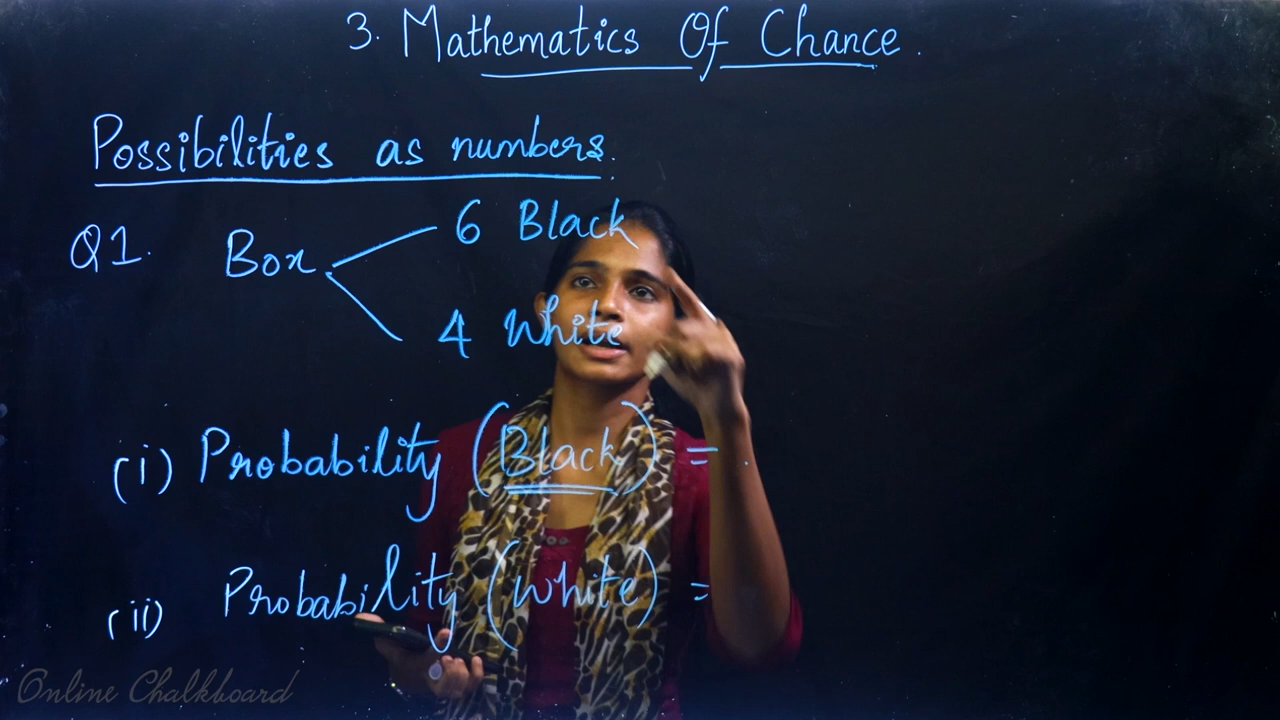 3. Mathematics Of Chance.
Possibilities as numbers.
Q1. Box
6 Black
4 White
(i) Probability (Black) =
(ii) Probability (White) =
Online Chalkboard